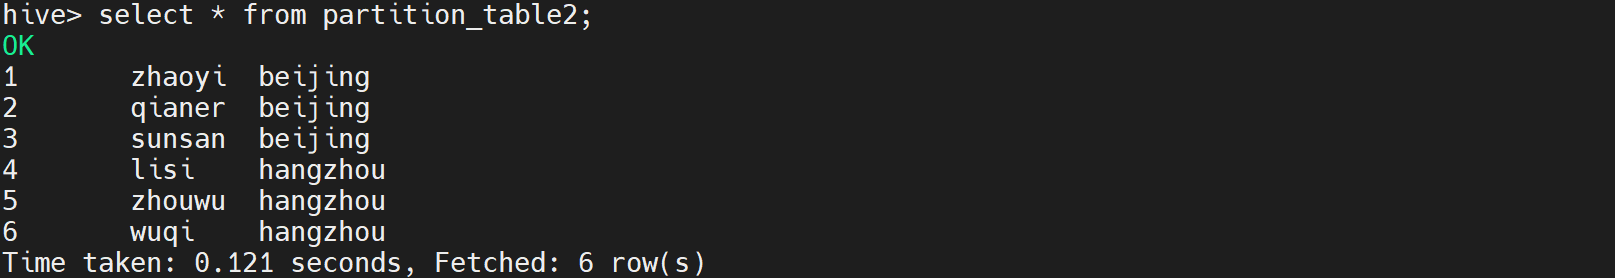 hive> select * from partition_table2;
OK
1       zhaoyi  beijing
2       qianer  beijing
3       sunsan  beijing
4       lisi    hangzhou
5       zhouwu  hangzhou
6       wuqi    hangzhou
Time taken: 0.121 seconds, Fetched: 6 row(s)